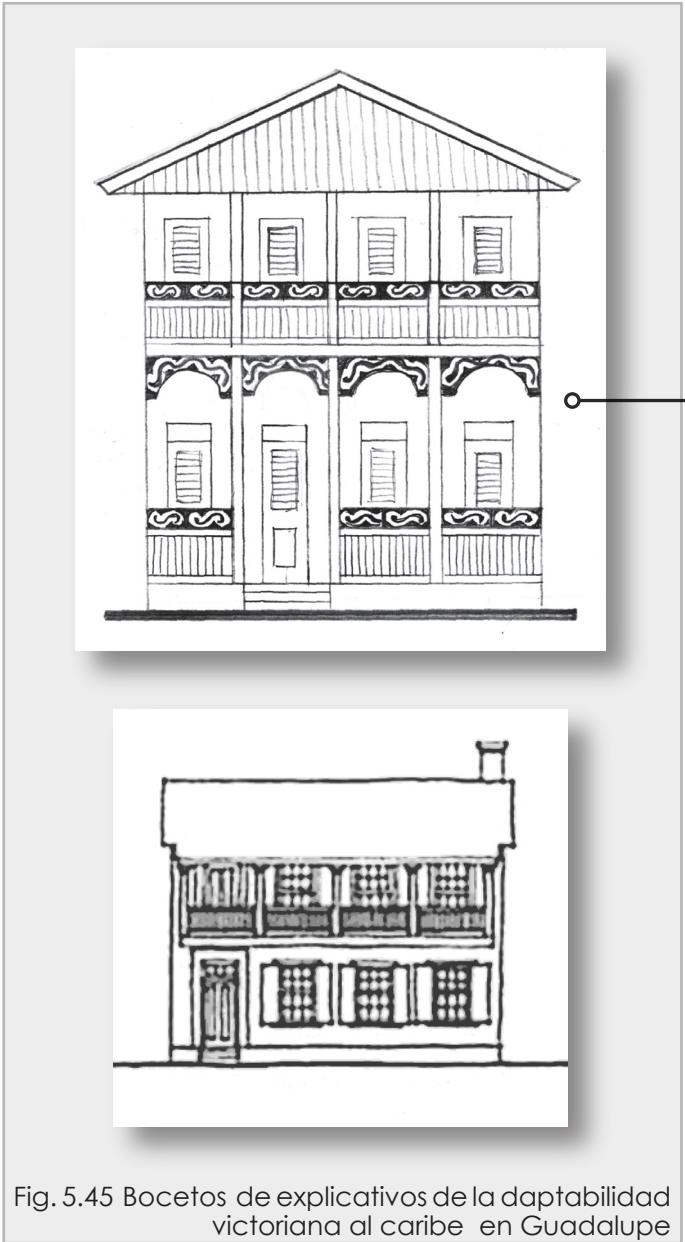 Fig. 5.45 Bocetos de explicativos de la daptabilidad
victoriana al caribe en Guadalupe